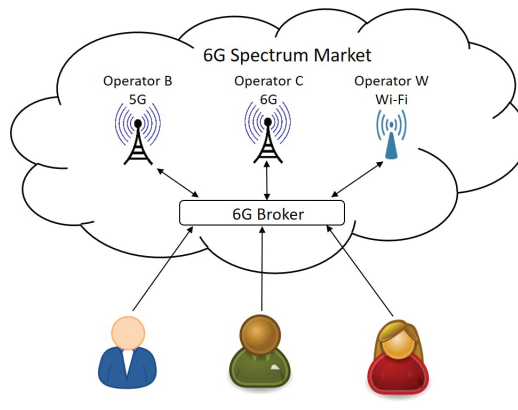 6G Spectrum Market
Operator B
5G
Operator C
6G
Operator W
Wi-Fi
6G Broker